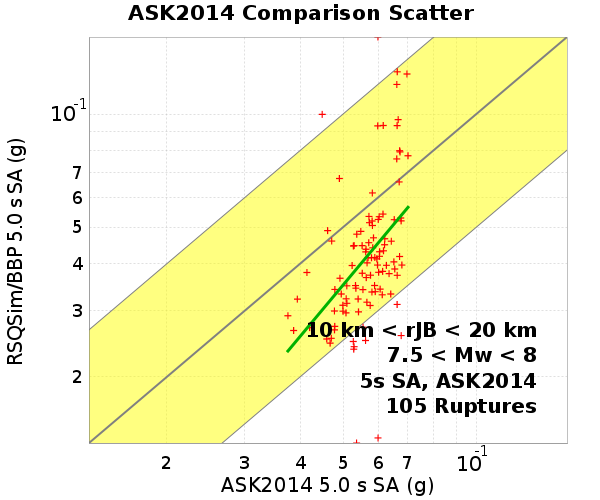 ASK2014 Comparison Scatter
RSQSim/BBP 5.0 s SA (g)
10^-1
7
6
5
4
3
2
10 km < rJB < 20 km
7.5 < Mw < 8
5s SA, ASK2014
105 Ruptures
2 3 4 5 6 7 10^-1
ASK2014 5.0 s SA (g)